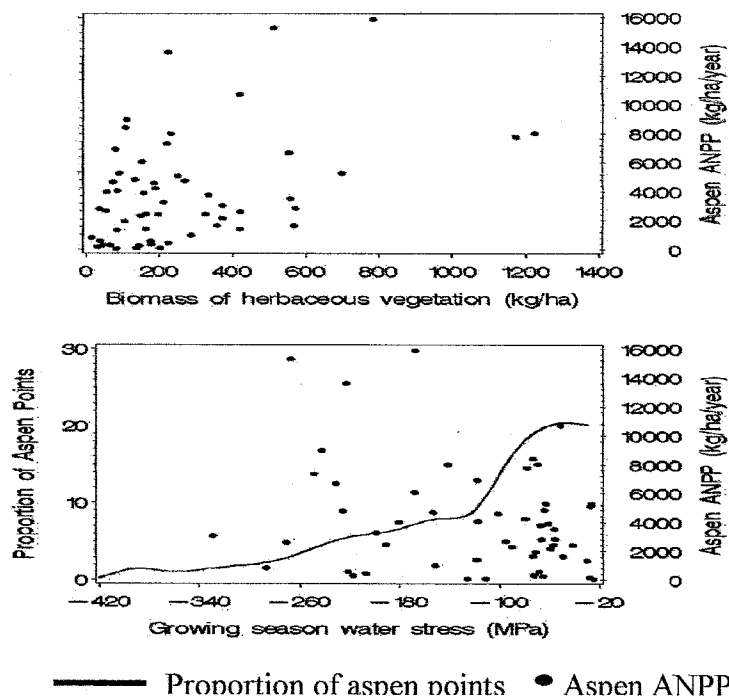 16000
14000
12000
10000
8000
6000
4000
2000
0
Aspen ANPP (kg/ha/year)
0 200 400 600 800 1000 1200 1400
Biomass of herbaceous vegetation (kg/ha)
30
20
10
0
Proportion of Aspen Points
16000
14000
12000
10000
8000
6000
4000
2000
0
Aspen ANPP (kg/ha/year)
−420 −340 −260 −180 −100 −20
Growing season water stress (MPa)
Proportion of aspen points Aspen ANPP